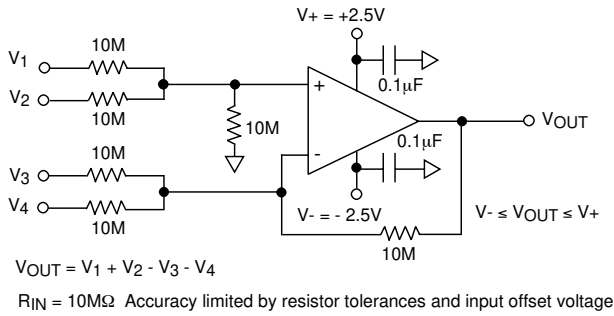 V+ = +2.5V
V1
10M
V2
10M
10M
+
-
0.1µF
0.1µF
VOUT
V3
10M
V4
10M
V- = - 2.5V
V- ≤ VOUT ≤ V+
10M
VOUT = V1 + V2 - V3 - V4
RIN = 10MΩ Accuracy limited by resistor tolerances and input offset voltage